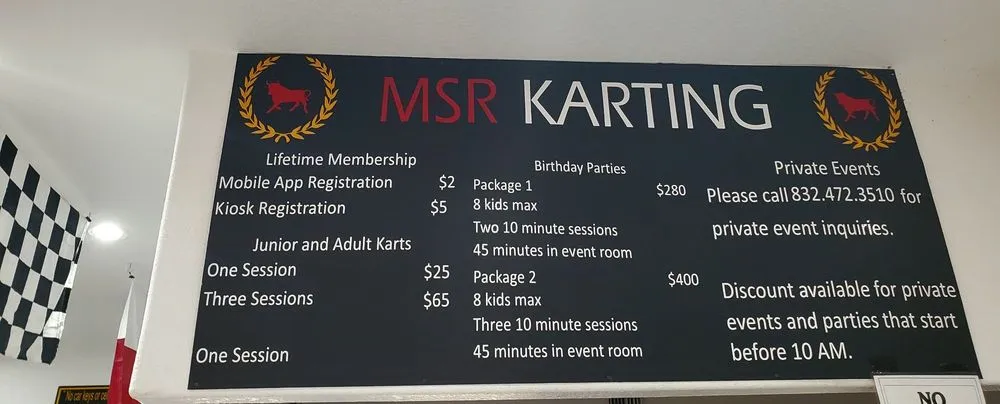 MSR KARTING
Lifetime Membership
Mobile App Registration $2
Kiosk Registration $5
Junior and Adult Karts
One Session $25
Three Sessions $65
One Session
Birthday Parties
Package 1 $280
8 kids max
Two 10 minute sessions
45 minutes in event room
Package 2 $400
8 kids max
Three 10 minute sessions
45 minutes in event room
Private Events
Please call 832.472.3510 for
private event inquiries.
Discount available for private
events and parties that start
before 10 AM.
No car keys or
NO